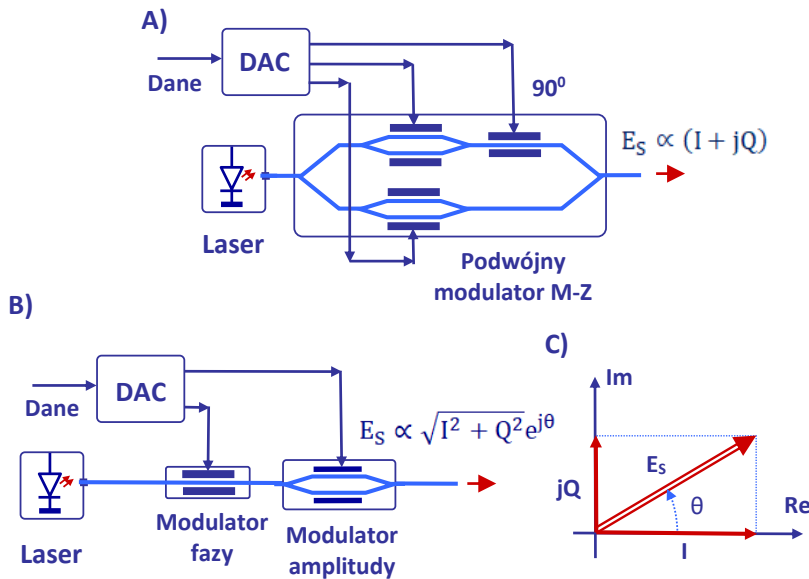 A)
DAC
Dane
90⁰
E_S ∝ (I + jQ)
Laser
Podwójny
modulator M-Z
B)
DAC
Dane
E_S ∝ √(I² + Q²)e^{jθ}
Laser
Modulator
fazy
Modulator
amplitudy
C)
Im
E_S
jQ
θ
Re
I